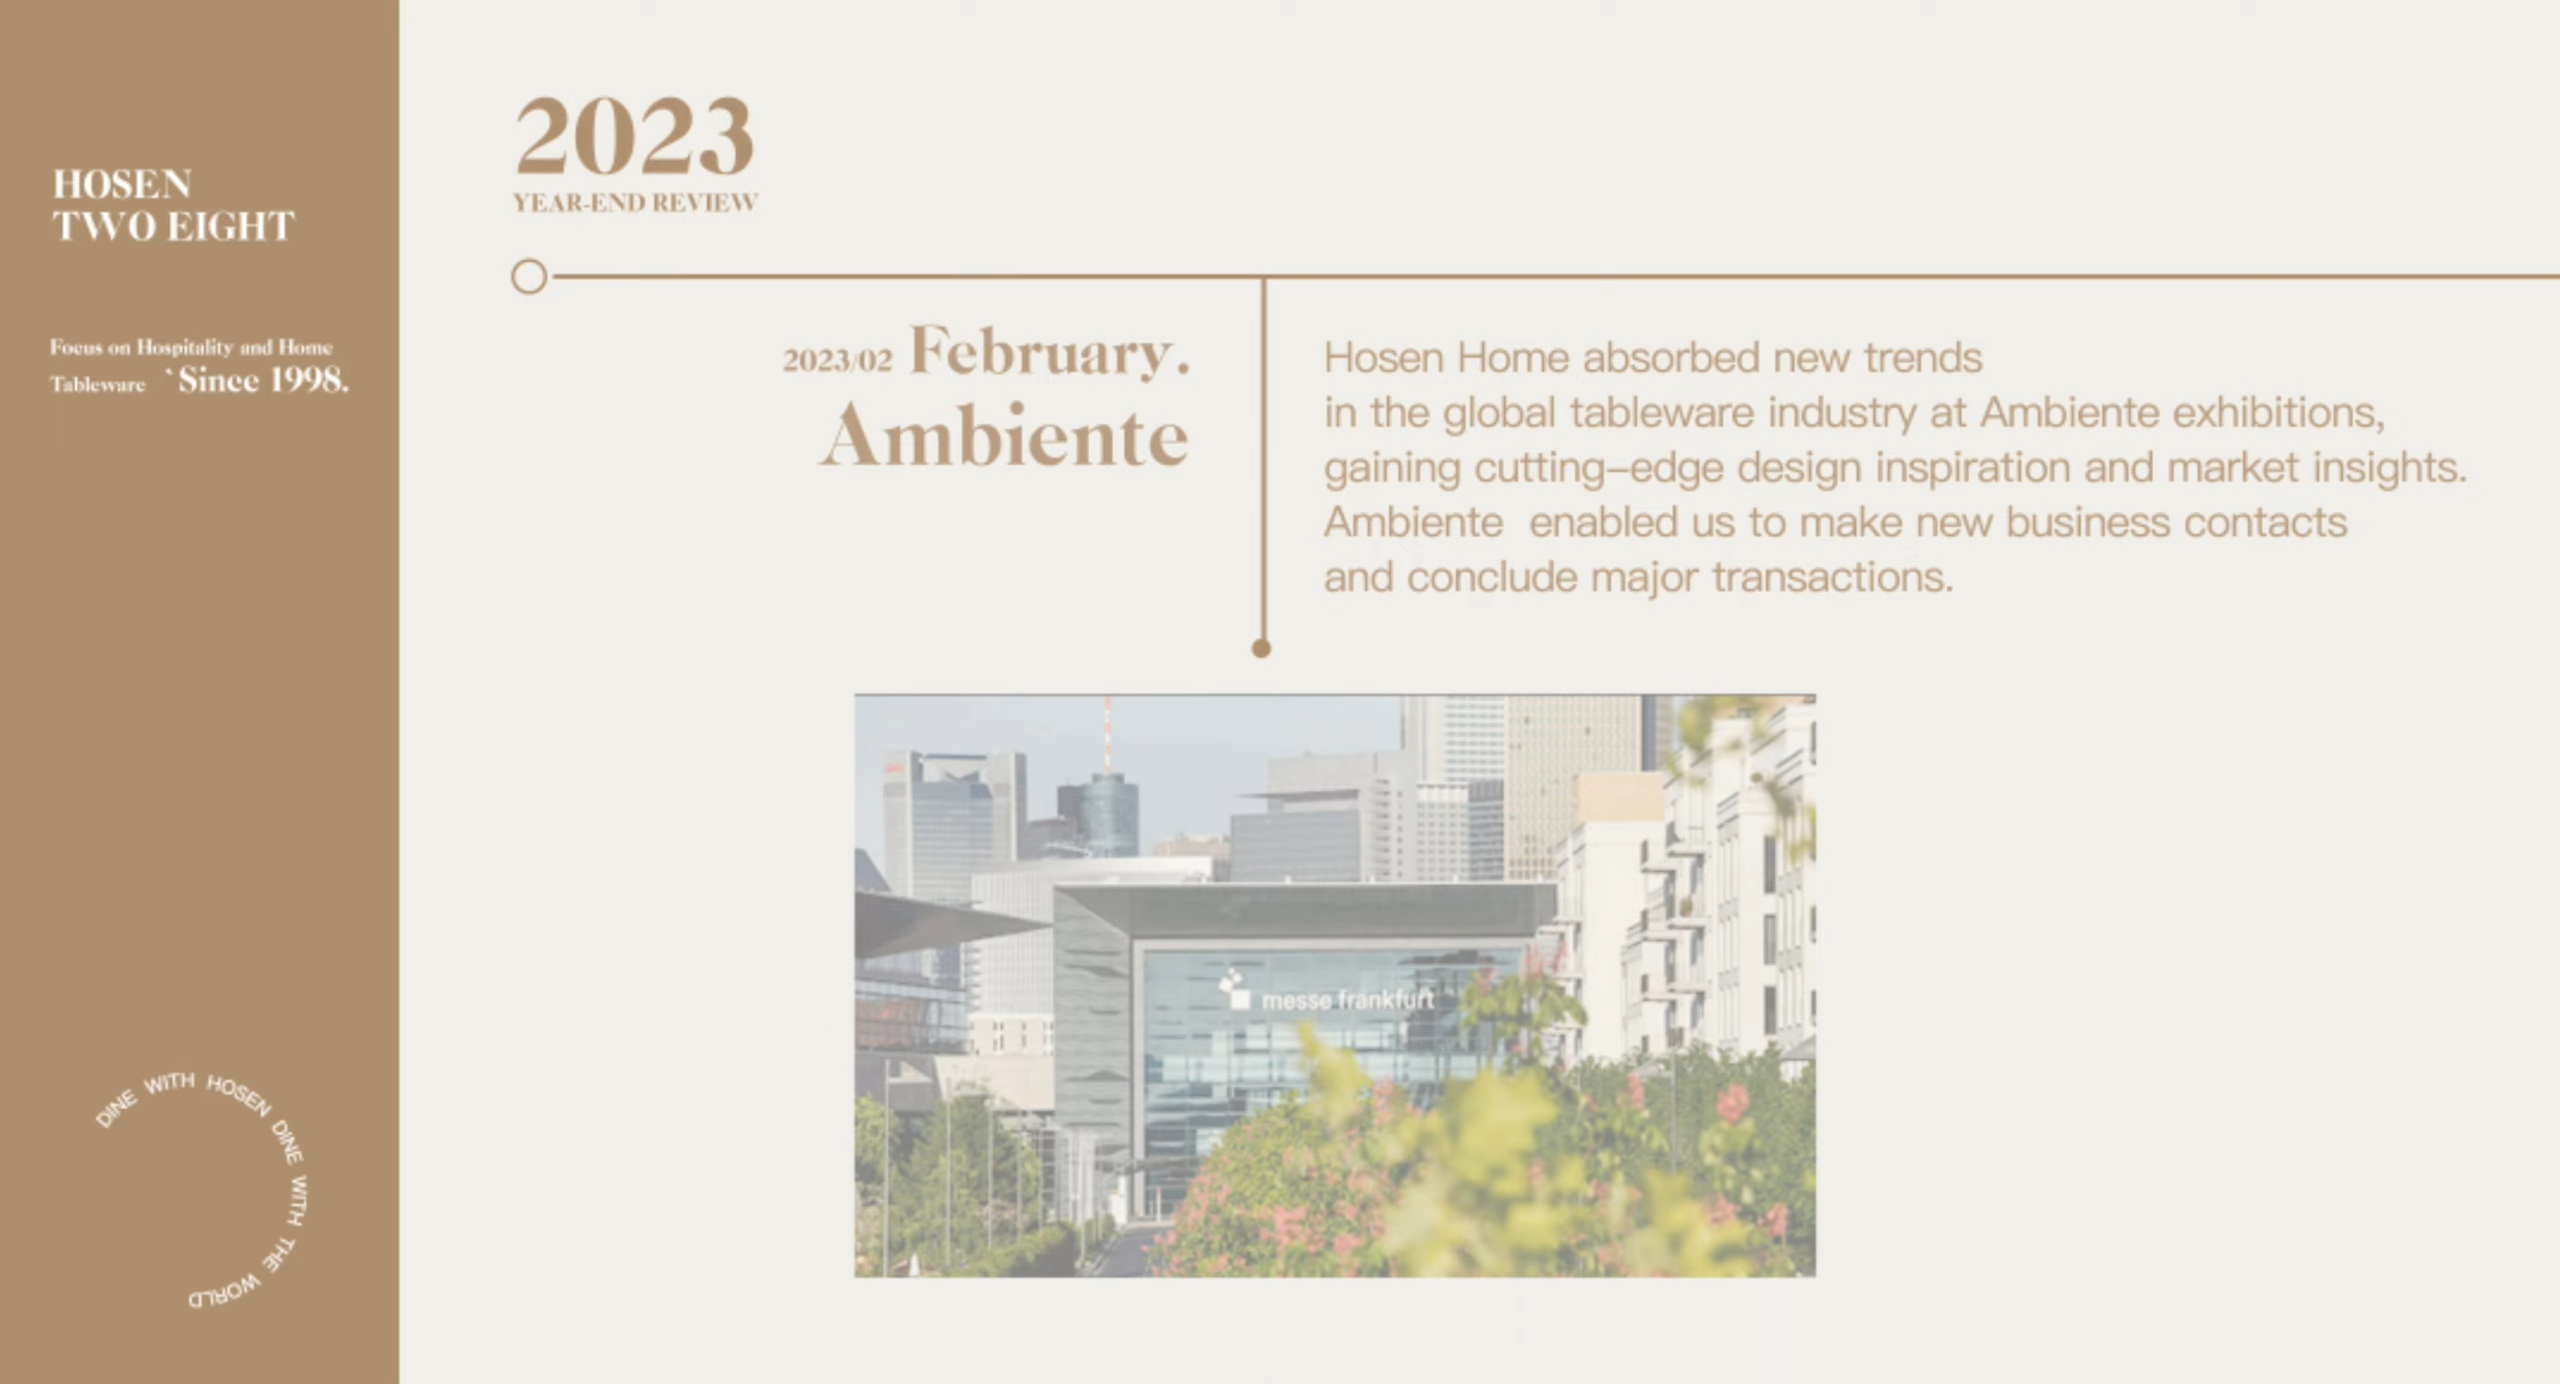 HOSEN
TWO EIGHT
Focus on Hospitality and Home
Tableware `Since 1998.
DINE WITH HOSEN DINE WITH THE WORLD
2023
YEAR-END REVIEW
2023/02 February.
Ambiente
Hosen Home absorbed new trends
in the global tableware industry at Ambiente exhibitions,
gaining cutting–edge design inspiration and market insights.
Ambiente  enabled us to make new business contacts
and conclude major transactions.
messe frankfurt